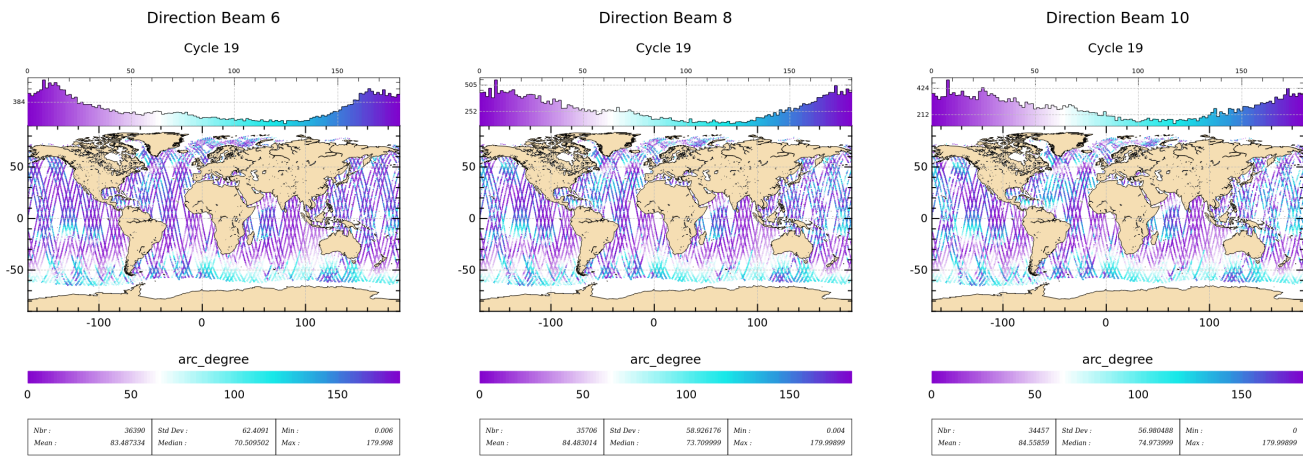 Direction Beam 6
Cycle 19
0 50 100 150
384
50
0
-50
-100 0 100
arc_degree
0 50 100 150
Nbr : 36390 Std Dev : 62.4091 Min : 0.006
Mean : 83.487334 Median : 70.509502 Max : 179.998
Direction Beam 8
Cycle 19
0 50 100 150
505
252
50
0
-50
-100 0 100
arc_degree
0 50 100 150
Nbr : 35706 Std Dev : 58.926176 Min : 0.004
Mean : 84.483014 Median : 73.709999 Max : 179.99899
Direction Beam 10
Cycle 19
0 50 100 150
424
212
50
0
-50
-100 0 100
arc_degree
0 50 100 150
Nbr : 34457 Std Dev : 56.980488 Min : 0
Mean : 84.55859 Median : 74.973999 Max : 179.99899